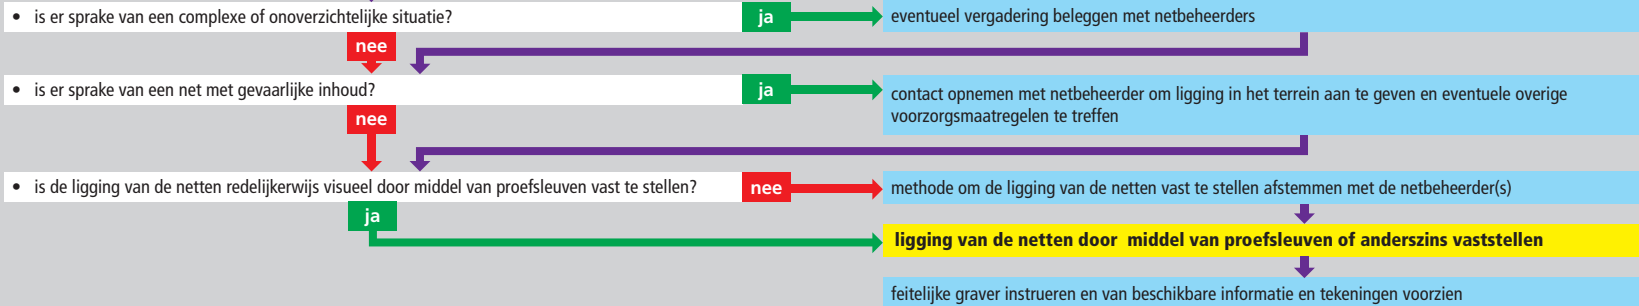 • is er sprake van een complexe of onoverzichtelijke situatie? ja eventueel vergadering beleggen met netbeheerders
nee
• is er sprake van een net met gevaarlijke inhoud? ja contact opnemen met netbeheerder om ligging in het terrein aan te geven en eventuele overige
voorzorgsmaatregelen te treffen
nee
• is de ligging van de netten redelijkerwijs visueel door middel van proefsleuven vast te stellen? nee methode om de ligging van de netten vast te stellen afstemmen met de netbeheerder(s)
ja
ligging van de netten door middel van proefsleuven of anderszins vaststellen
feitelijke graver instrueren en van beschikbare informatie en tekeningen voorzien